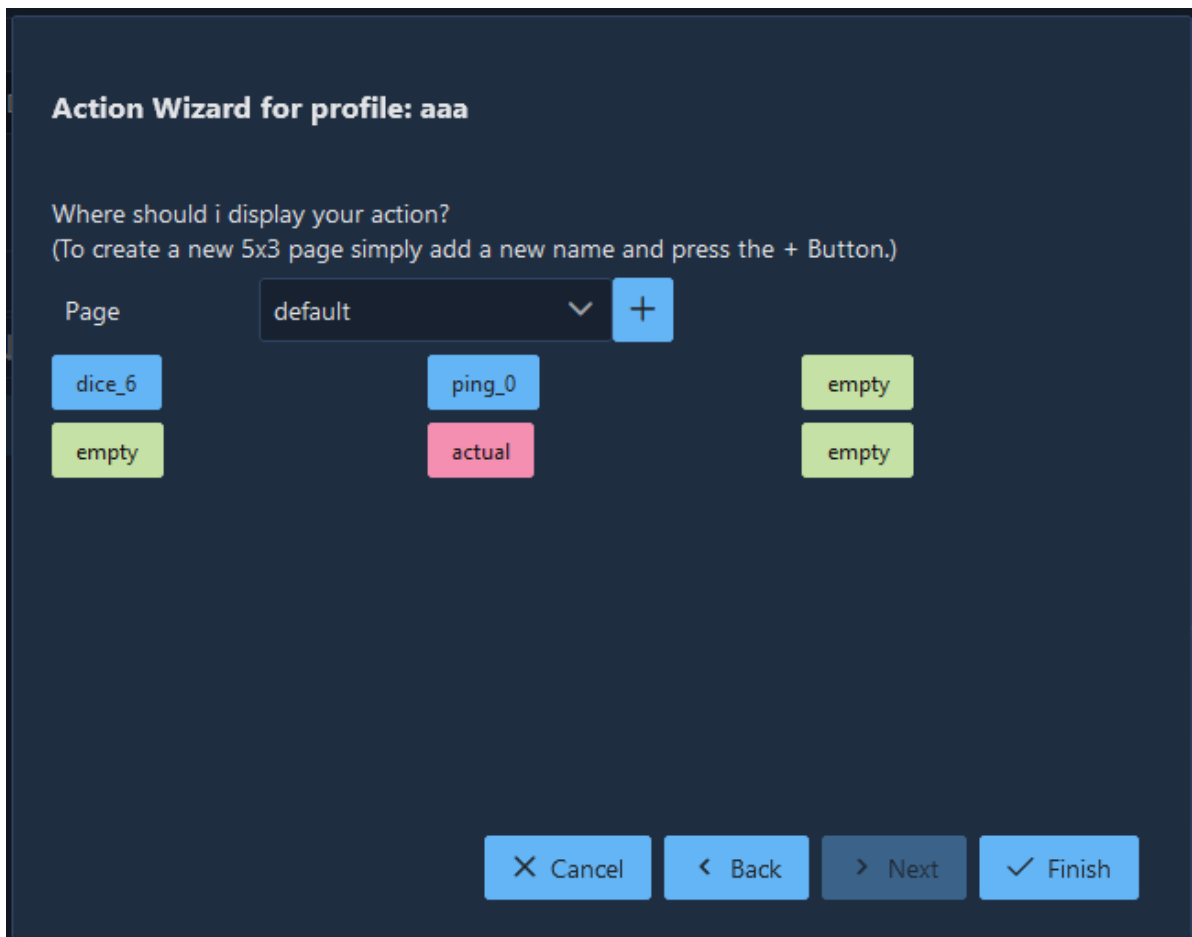 Action Wizard for profile: aaa
Where should i display your action?
(To create a new 5x3 page simply add a new name and press the + Button.)
Page default +
dice_6 ping_0 empty
empty actual empty
Cancel Back Next Finish